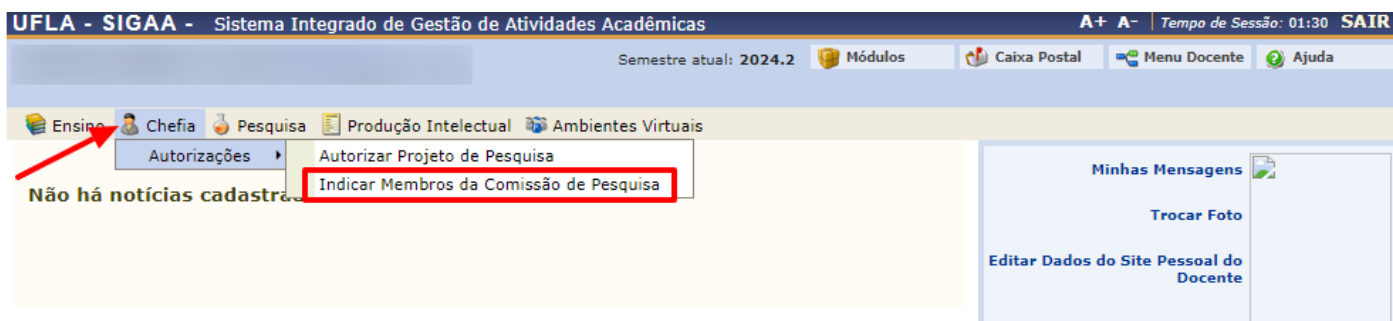 UFLA - SIGAA - Sistema Integrado de Gestão de Atividades Acadêmicas A+ A- Tempo de Sessão: 01:30 SAIR
Semestre atual: 2024.2 Módulos Caixa Postal Menu Docente Ajuda
Ensino Chefia Pesquisa Produção Intelectual Ambientes Virtuais
Autorizações Autorizar Projeto de Pesquisa
Indicar Membros da Comissão de Pesquisa
Não há notícias
Minhas Mensagens
Trocar Foto
Editar Dados do Site Pessoal do
Docente